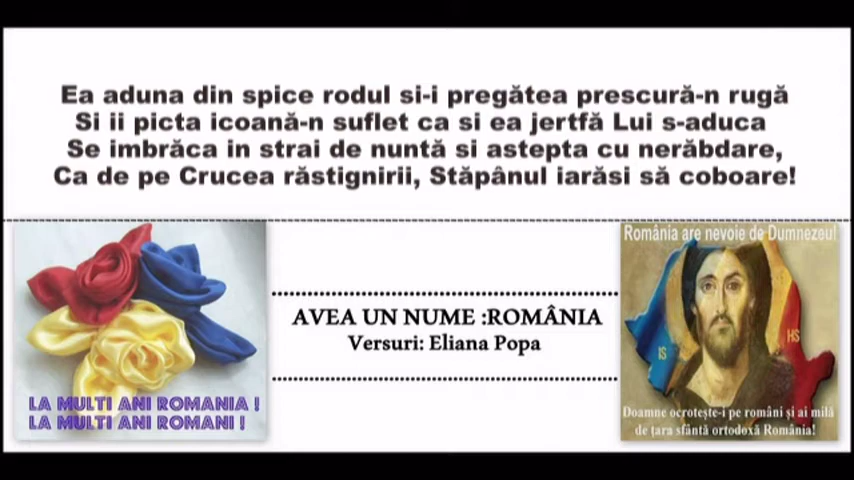 Ea aduna din spice rodul si-i pregătea prescură-n rugă
Si ii picta icoană-n suflet ca si ea jertfă Lui s-aduca
Se imbrăca in strai de nuntă si astepta cu nerăbdare,
Ca de pe Crucea răstignirii, Stăpânul iarăsi să coboare!
LA MULTI ANI ROMANIA !
LA MULTI ANI ROMANI !
AVEA UN NUME :ROMÂNIA
Versuri: Eliana Popa
România are nevoie de Dumnezeu!
IS
HS
Doamne ocrotește-i pe români și ai milă
de țara sfântă ortodoxă România!